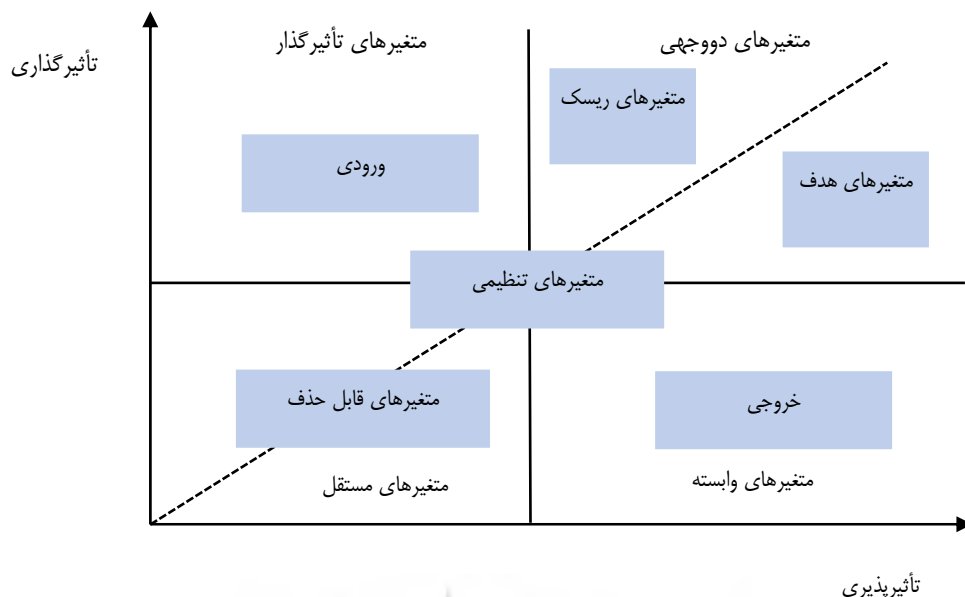 متغیرهای دووجهی
متغیرهای تأثیرگذار
تأثیرگذاری
متغیرهای ریسک
ورودی
متغیرهای هدف
متغیرهای تنظیمی
خروجی
متغیرهای قابل حذف
متغیرهای وابسته
متغیرهای مستقل
تأثیرپذیری